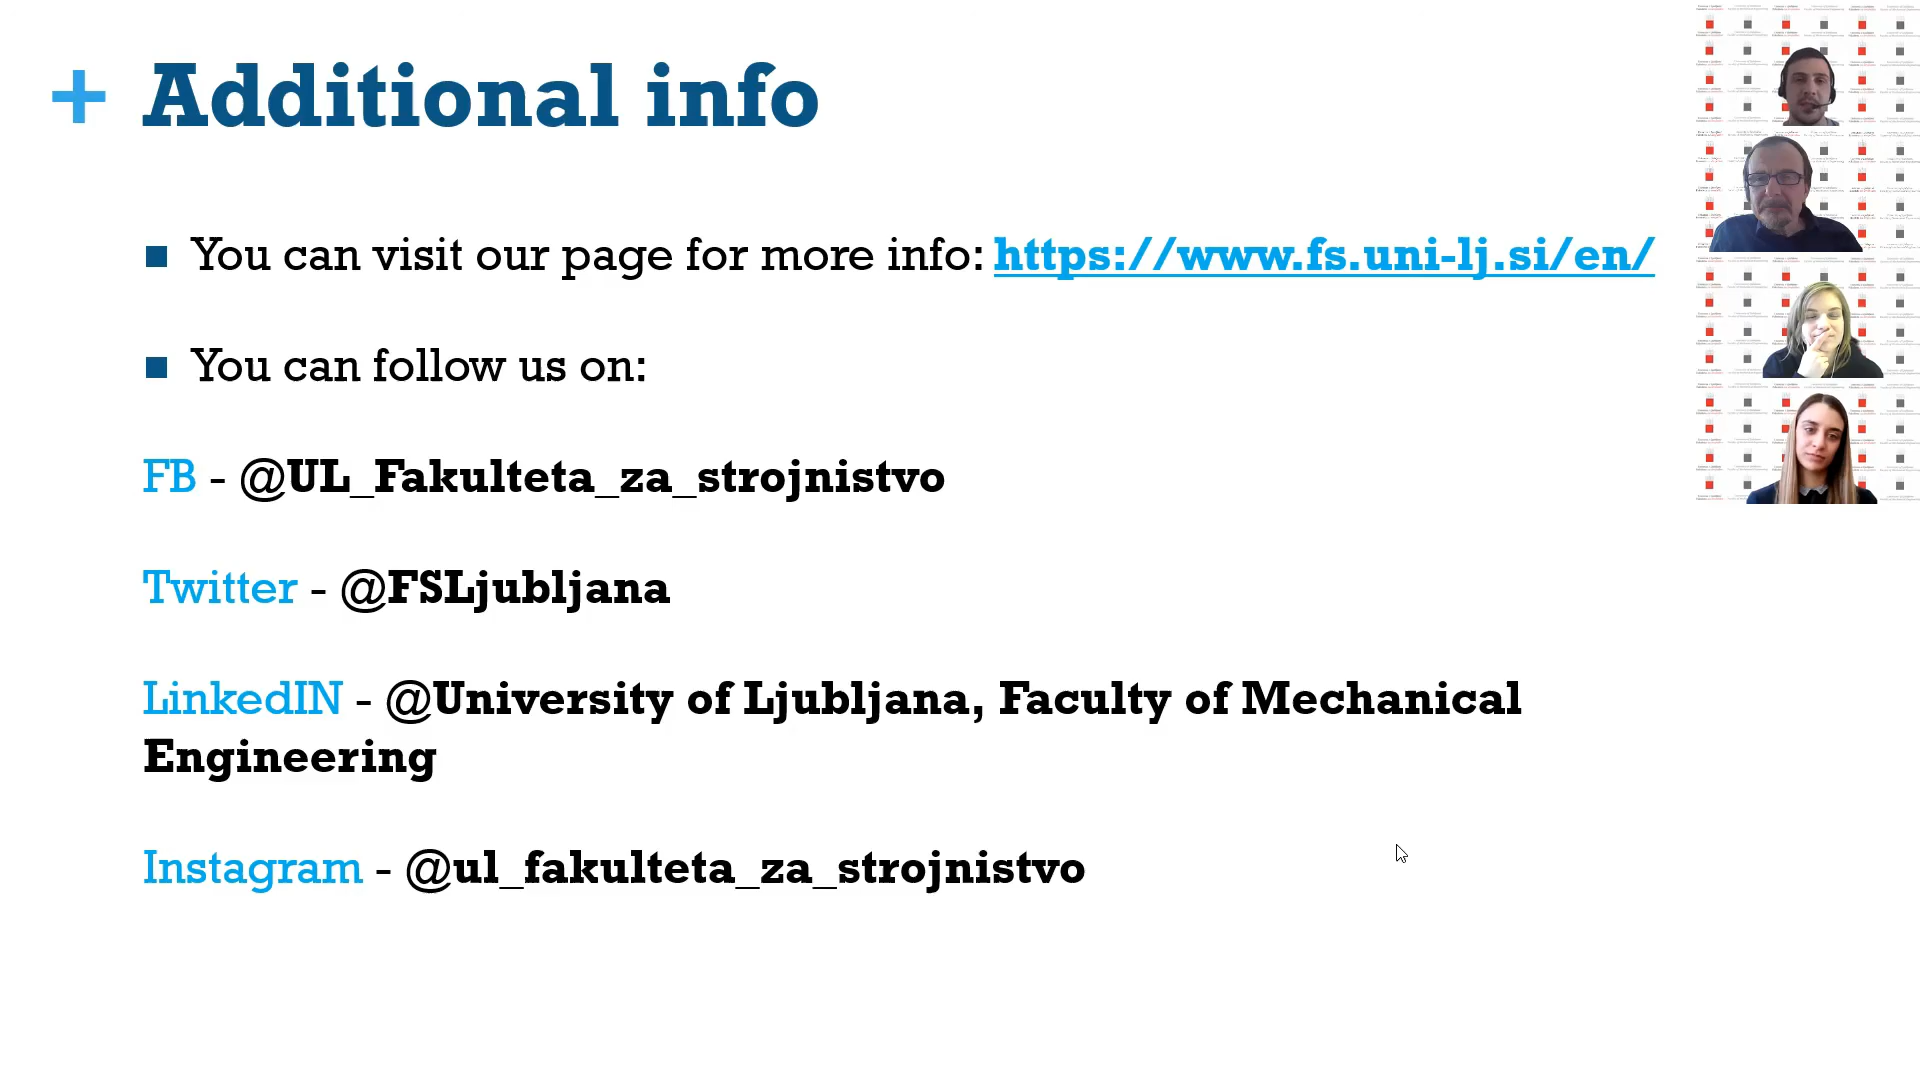 + Additional info
You can visit our page for more info: https://www.fs.uni-lj.si/en/
You can follow us on:
FB - @UL_Fakulteta_za_strojnistvo
Twitter - @FSLjubljana
LinkedIN - @University of Ljubljana, Faculty of Mechanical
Engineering
Instagram - @ul_fakulteta_za_strojnistvo